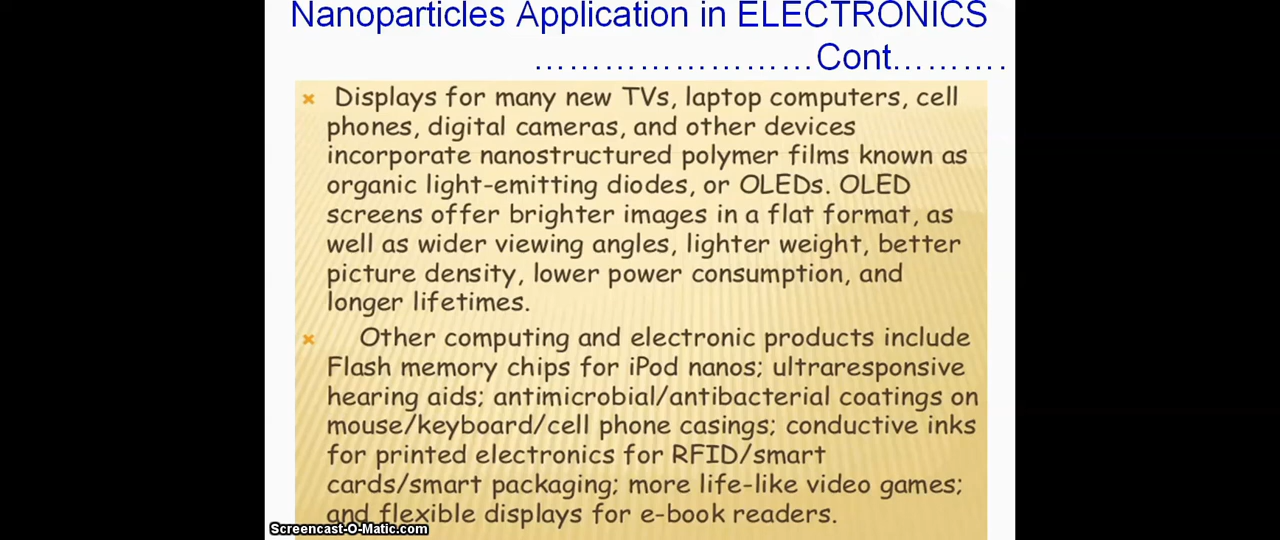 Nanoparticles Application in ELECTRONICS
........................Cont..........
Displays for many new TVs, laptop computers, cell
phones, digital cameras, and other devices
incorporate nanostructured polymer films known as
organic light-emitting diodes, or OLEDs. OLED
screens offer brighter images in a flat format, as
well as wider viewing angles, lighter weight, better
picture density, lower power consumption, and
longer lifetimes.
Other computing and electronic products include
Flash memory chips for iPod nanos; ultraresponsive
hearing aids; antimicrobial/antibacterial coatings on
mouse/keyboard/cell phone casings; conductive inks
for printed electronics for RFID/smart
cards/smart packaging; more life-like video games;
and flexible displays for e-book readers.
Screencast-O-Matic.com